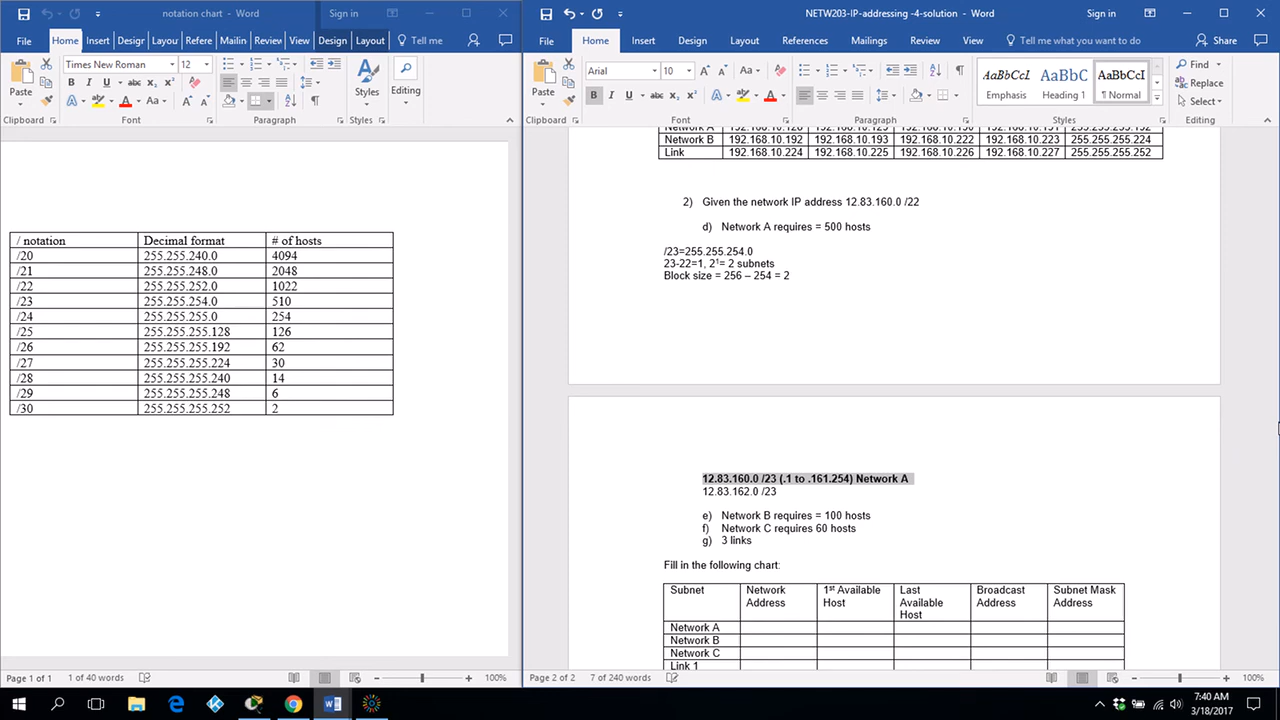 notation chart - Word
Sign in
File Home Insert Desigr Layou Refere Mailin Review View Design Layout Tell me
Times New Roman 12
Paste
Styles
Editing
Clipboard Font Paragraph Styles
/ notation Decimal format # of hosts
/20 255.255.240.0 4094
/21 255.255.248.0 2048
/22 255.255.252.0 1022
/23 255.255.254.0 510
/24 255.255.255.0 254
/25 255.255.255.128 126
/26 255.255.255.192 62
/27 255.255.255.224 30
/28 255.255.255.240 14
/29 255.255.255.248 6
/30 255.255.255.252 2
Page 1 of 1 1 of 40 words 100%
NETW203-IP-addressing -4-solution - Word
Sign in
File Home Insert Design Layout References Mailings Review View Tell me what you want to do Share
Arial 10
Paste
AaBbCcI AaBbC AaBbCcI
Emphasis Heading 1 ¶ Normal
Find
Replace
Select
Clipboard Font Paragraph Styles Editing
Network B 192.168.10.192 192.168.10.193 192.168.10.222 192.168.10.223 255.255.255.224
Link 192.168.10.224 192.168.10.225 192.168.10.226 192.168.10.227 255.255.255.252
2) Given the network IP address 12.83.160.0 /22
d) Network A requires = 500 hosts
/23=255.255.254.0
23-22=1, 2¹= 2 subnets
Block size = 256 – 254 = 2
12.83.160.0 /23 (.1 to .161.254) Network A
12.83.162.0 /23
e) Network B requires = 100 hosts
f) Network C requires 60 hosts
g) 3 links
Fill in the following chart:
Subnet Network Address 1st Available Host Last Available Host Broadcast Address Subnet Mask Address
Network A
Network B
Network C
Link 1
Page 2 of 2 7 of 240 words 100%
7:40 AM
3/18/2017